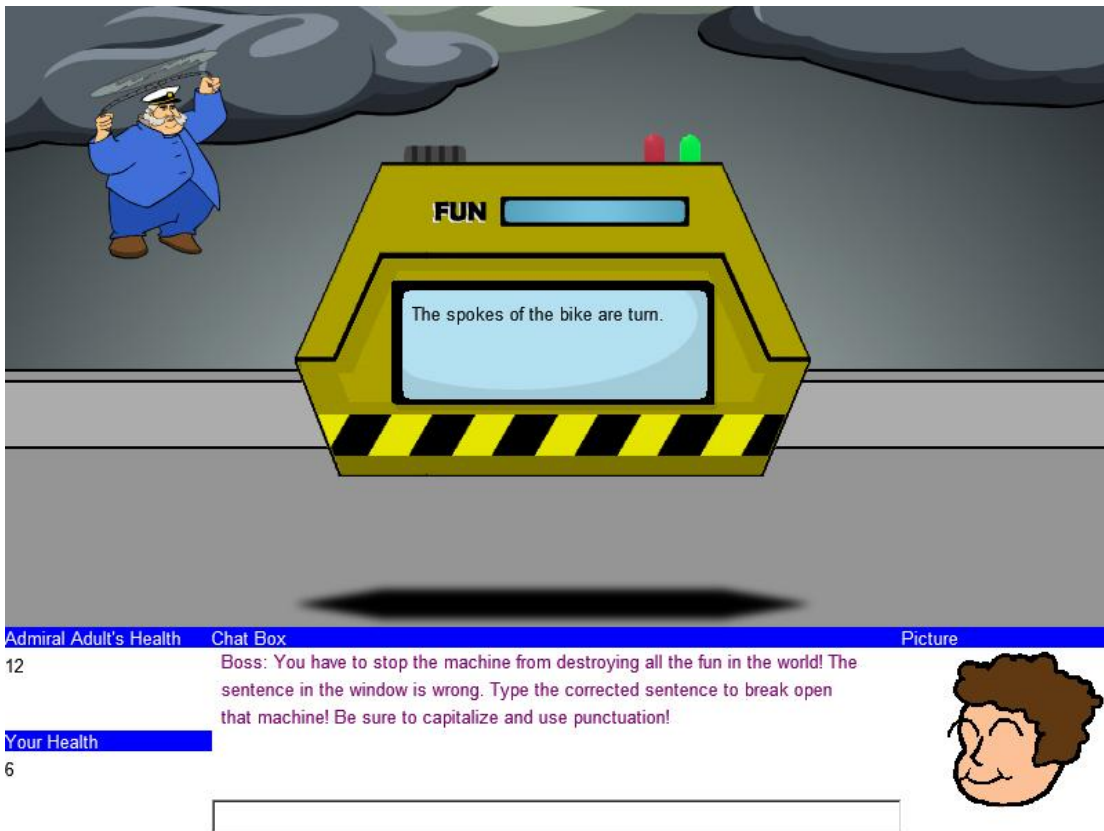 FUN
The spokes of the bike are turn.
Admiral Adult's Health
Chat Box
Picture
12
Boss: You have to stop the machine from destroying all the fun in the world! The
sentence in the window is wrong. Type the corrected sentence to break open
that machine! Be sure to capitalize and use punctuation!
Your Health
6